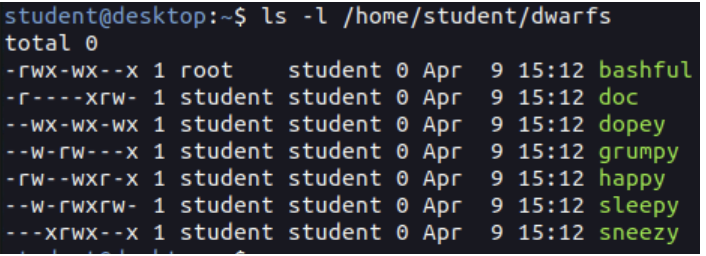 student@desktop:~$ ls -l /home/student/dwarfs
total 0
-rwx-wx--x 1 root    student 0 Apr  9 15:12 bashful
-r----xrw- 1 student student 0 Apr  9 15:12 doc
--wx-wx-wx 1 student student 0 Apr  9 15:12 dopey
--w-rw---x 1 student student 0 Apr  9 15:12 grumpy
-rw--wxr-x 1 student student 0 Apr  9 15:12 happy
--w-rwxrw- 1 student student 0 Apr  9 15:12 sleepy
---xrwx--x 1 student student 0 Apr  9 15:12 sneezy